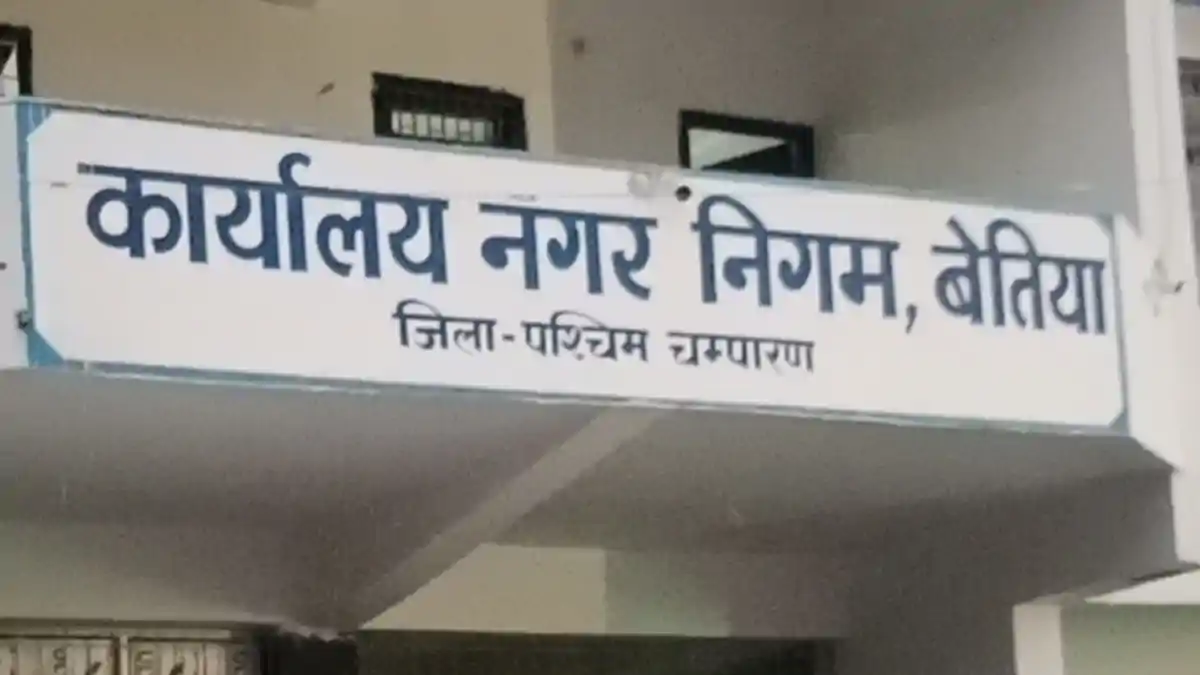 कार्यालय नगर निगम, बेतिया
जिला-पश्चिम चम्पारण